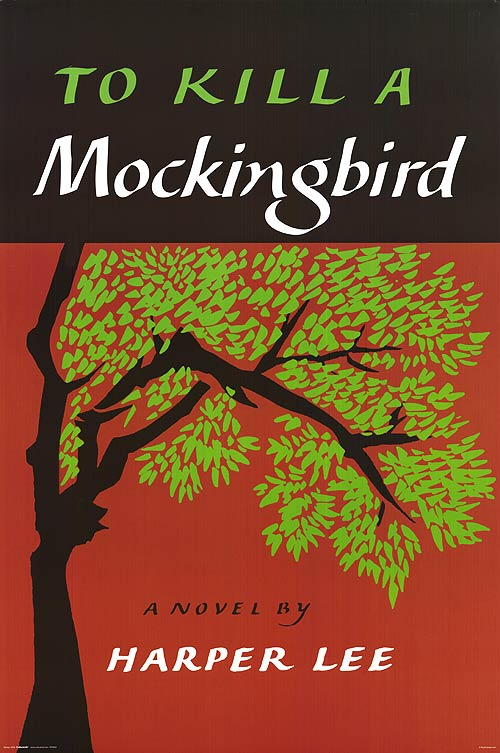 TO KILL A
Mockingbird
A NOVEL BY
HARPER LEE